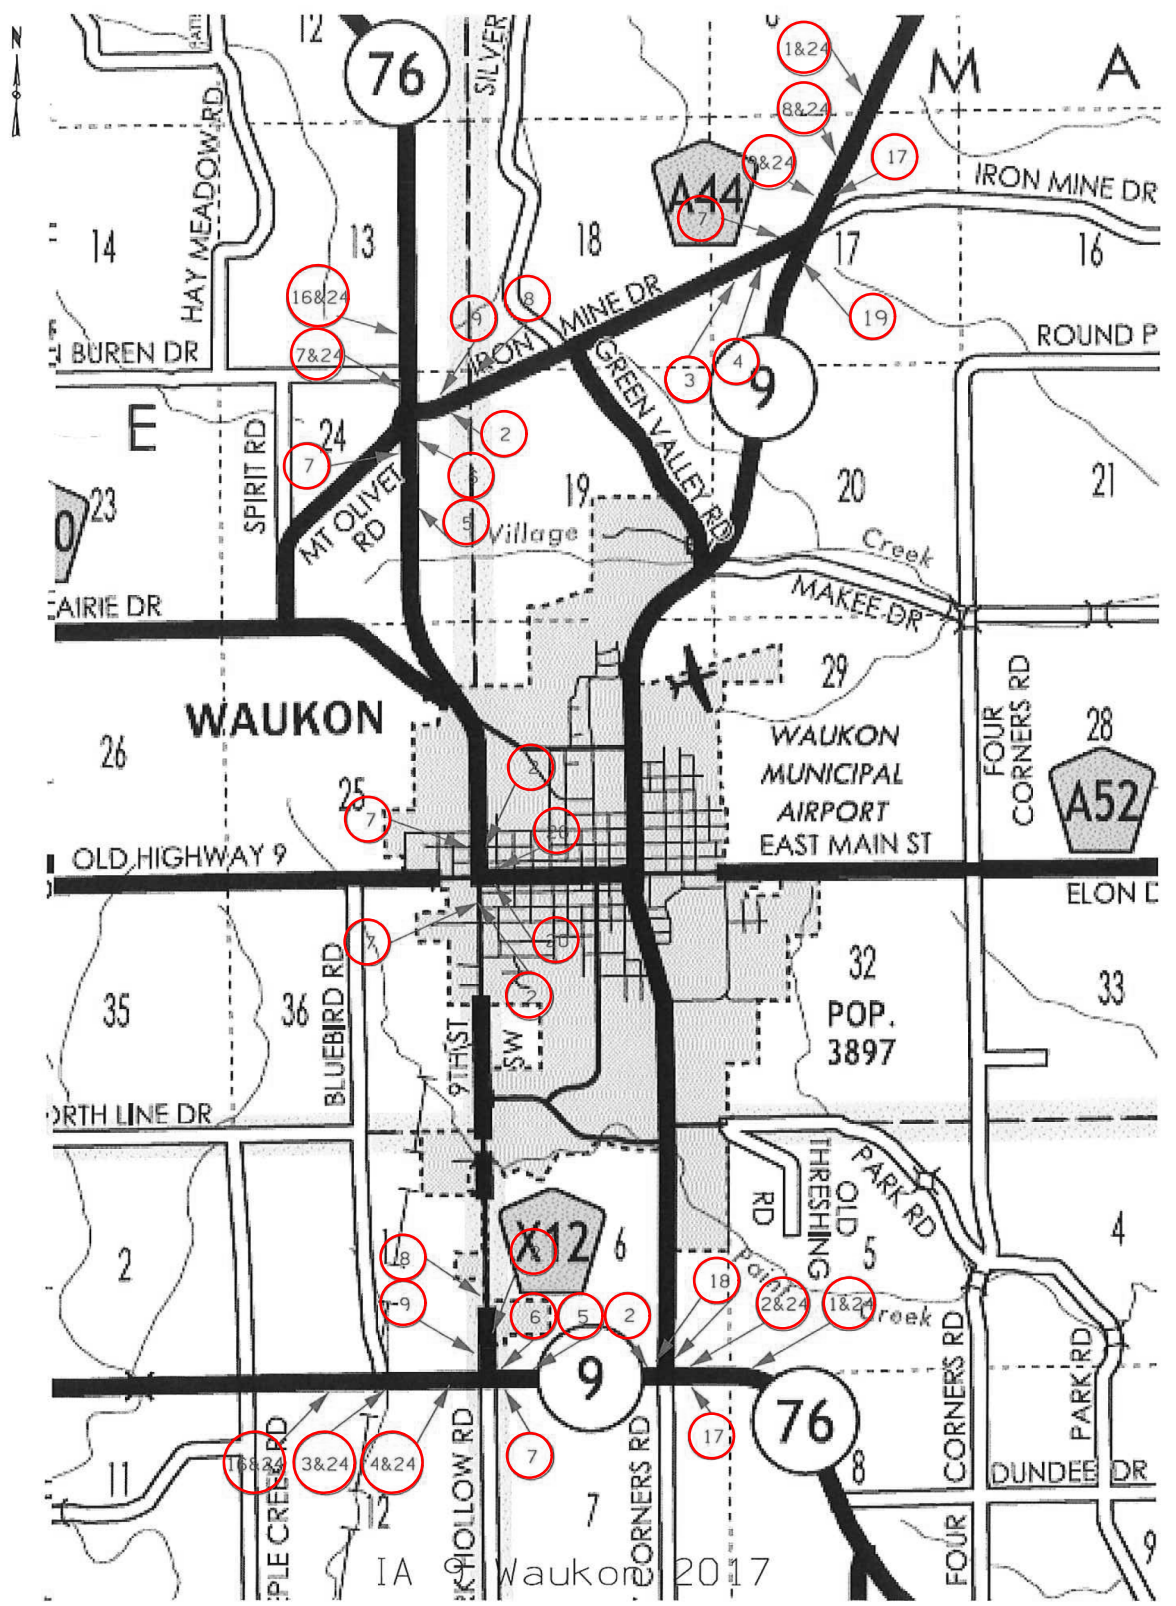 N
12
76
SILVER
1&24
M A
8&24
HAY MEADOW RD
9&24
17
A44
IRON MINE DR
7
14
13
18
17
16
16&24
9
8
MINE DR
19
7&24
IRON
ROUND P
N BUREN DR
GREEN VALLEY RD
3
4
9
E
SPIRIT RD
24
2
7
6
23
MT OLIVET
RD
19
20
21
0
5
Village
Creek
AIRIE DR
MAKEE DR
29
FOUR
CORNERS RD
WAUKON
26
WAUKON
MUNICIPAL
AIRPORT
28
2
25
7
20
A52
OLD HIGHWAY 9
EAST MAIN ST
ELON D
7
20
32
BLUEBIRD RD
2
33
35
36
9TH ST
SW
POP.
3897
ORTH LINE DR
OLD
THRESHING
RD
PARK RD
X12
2
6
5
4
2
8
Paint
Creek
18
9
6
5
2
2&24
1&24
9
76
CORNERS RD
PARK RD
16&24
3&24
4&24
7
17
11
PLE CREEK RD
12
RK HOLLOW RD
7
CORNERS RD
8
FOUR
DUNDEE DR
9
IA 9 Waukon 2017